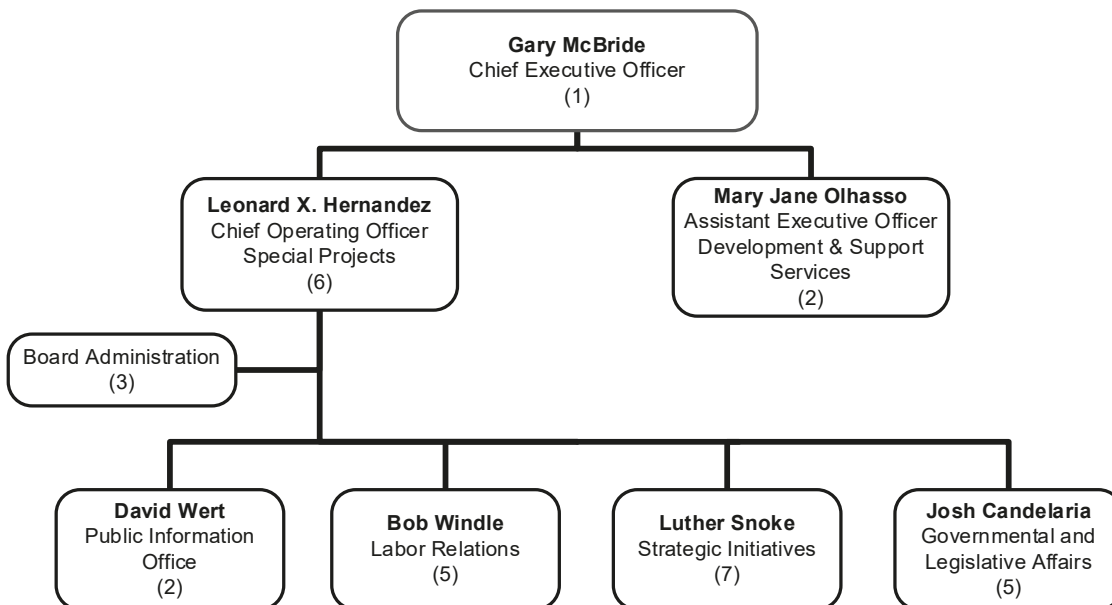 Gary McBride
Chief Executive Officer
(1)
Leonard X. Hernandez
Chief Operating Officer
Special Projects
(6)
Mary Jane Olhasso
Assistant Executive Officer
Development & Support
Services
(2)
Board Administration
(3)
David Wert
Public Information
Office
(2)
Bob Windle
Labor Relations
(5)
Luther Snoke
Strategic Initiatives
(7)
Josh Candelaria
Governmental and
Legislative Affairs
(5)